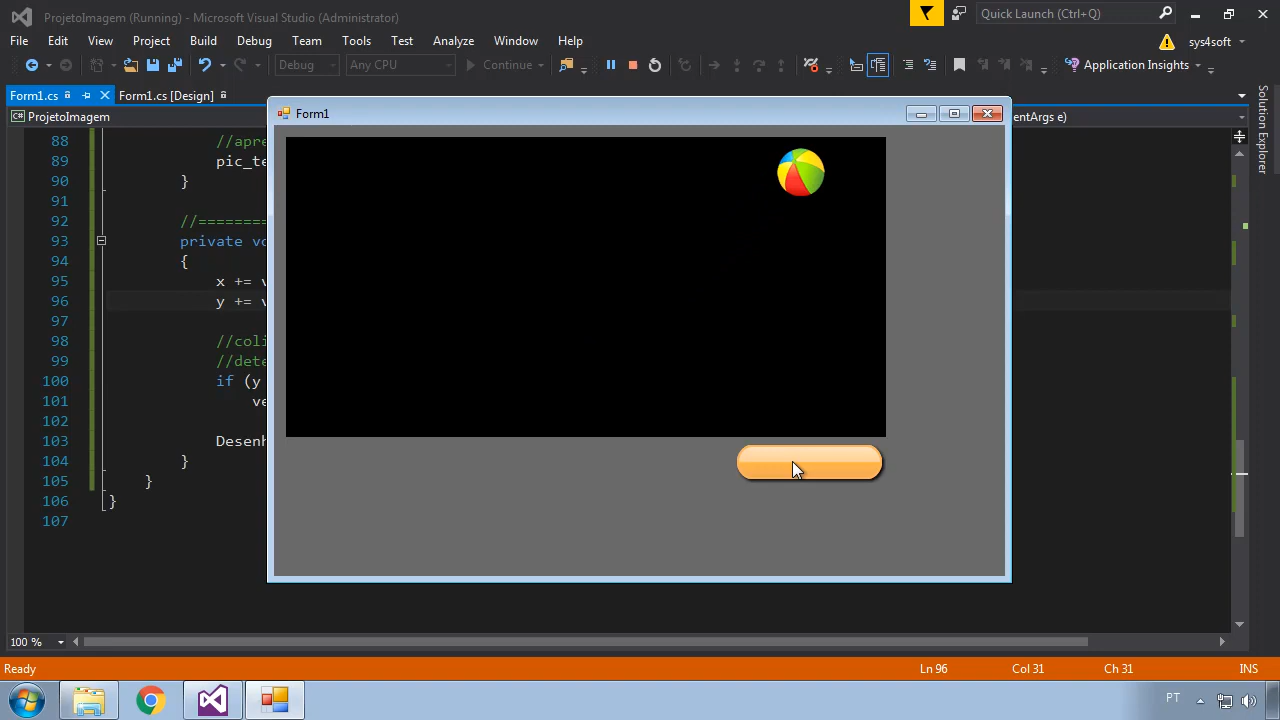 ProjetoImagem (Running) - Microsoft Visual Studio (Administrator)
Quick Launch (Ctrl+Q)
File Edit View Project Build Debug Team Tools Test Analyze Window Help
sys4soft
Debug Any CPU Continue Application Insights
Form1.cs Form1.cs [Design]
ProjetoImagem
entArgs e)
Solution Explorer
Form1
88 //apre
89 pic_te
90 }
91
92 //========
93 private vo
94 {
95 x += v
96 y += v
97
98 //coli
99 //dete
100 if (y
101 ve
102
103 Desenh
104 }
105 }
106 }
107
100 %
Ready Ln 96 Col 31 Ch 31 INS
PT